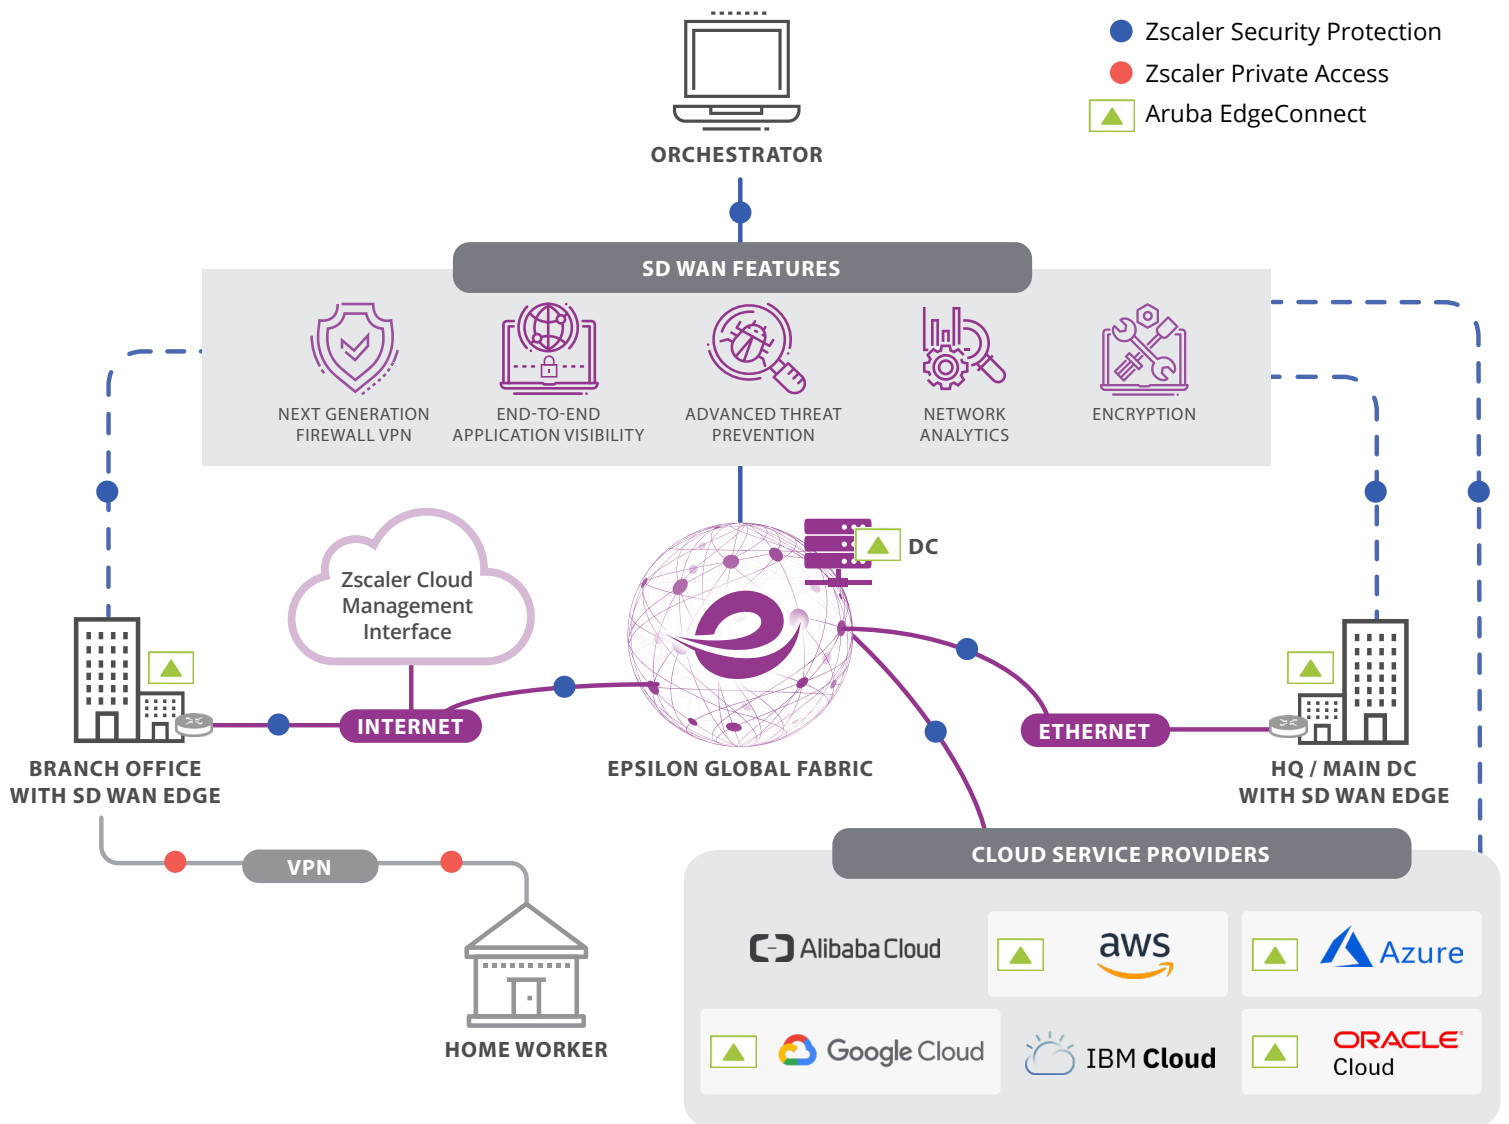 Zscaler Security Protection
Zscaler Private Access
Aruba EdgeConnect
ORCHESTRATOR
SD WAN FEATURES
NEXT GENERATION
FIREWALL VPN
END-TO-END
APPLICATION VISIBILITY
ADVANCED THREAT
PREVENTION
NETWORK
ANALYTICS
ENCRYPTION
Zscaler Cloud
Management
Interface
DC
INTERNET
ETHERNET
BRANCH OFFICE
WITH SD WAN EDGE
EPSILON GLOBAL FABRIC
HQ / MAIN DC
WITH SD WAN EDGE
VPN
HOME WORKER
CLOUD SERVICE PROVIDERS
Alibaba Cloud
aws
Azure
Google Cloud
IBM Cloud
ORACLE
Cloud